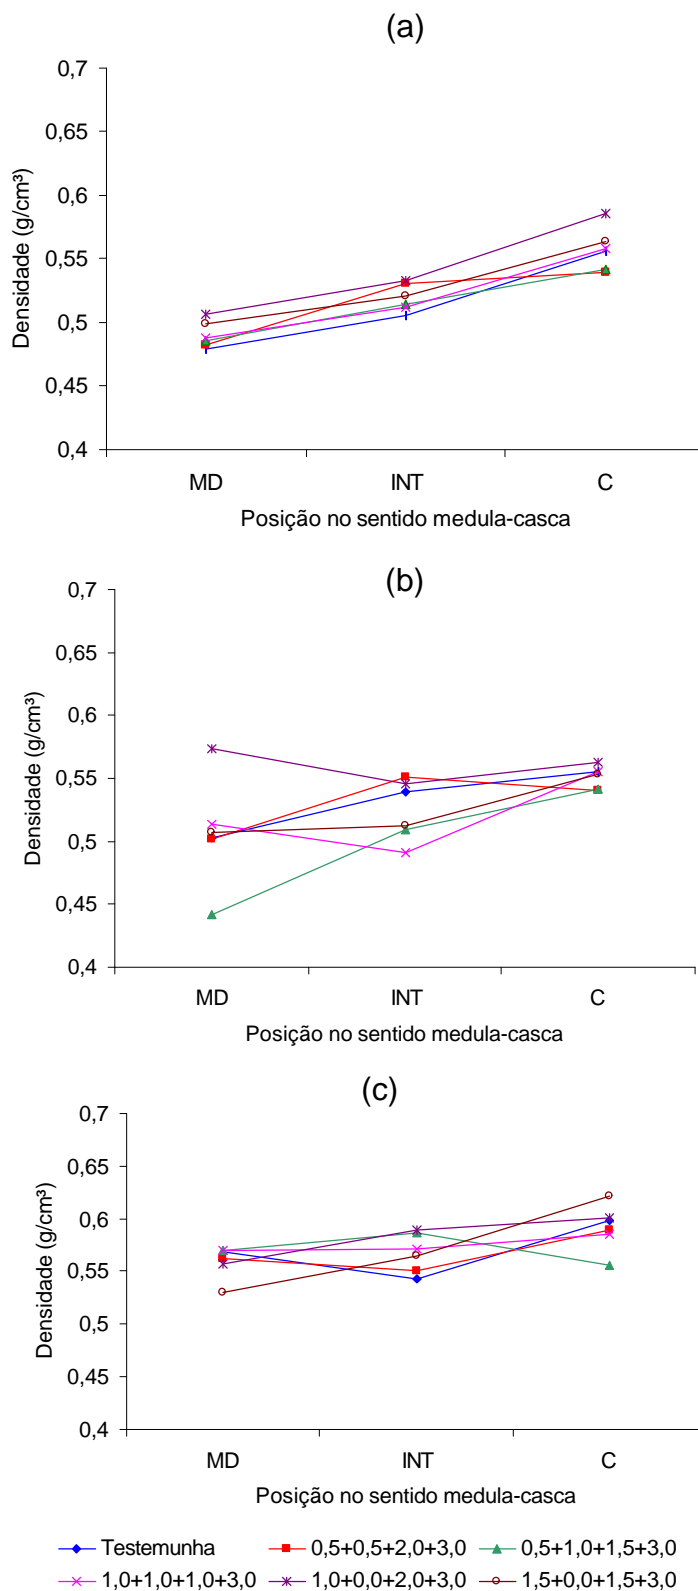 (a)
0,7
0,65
0,6
0,55
0,5
0,45
0,4
Densidade (g/cm³)
MD INT C
Posição no sentido medula-casca
(b)
0,7
0,65
0,6
0,55
0,5
0,45
0,4
Densidade (g/cm³)
MD INT C
Posição no sentido medula-casca
(c)
0,7
0,65
0,6
0,55
0,5
0,45
0,4
Densidade (g/cm³)
MD INT C
Posição no sentido medula-casca
Testemunha 0,5+0,5+2,0+3,0 0,5+1,0+1,5+3,0
1,0+1,0+1,0+3,0 1,0+0,0+2,0+3,0 1,5+0,0+1,5+3,0